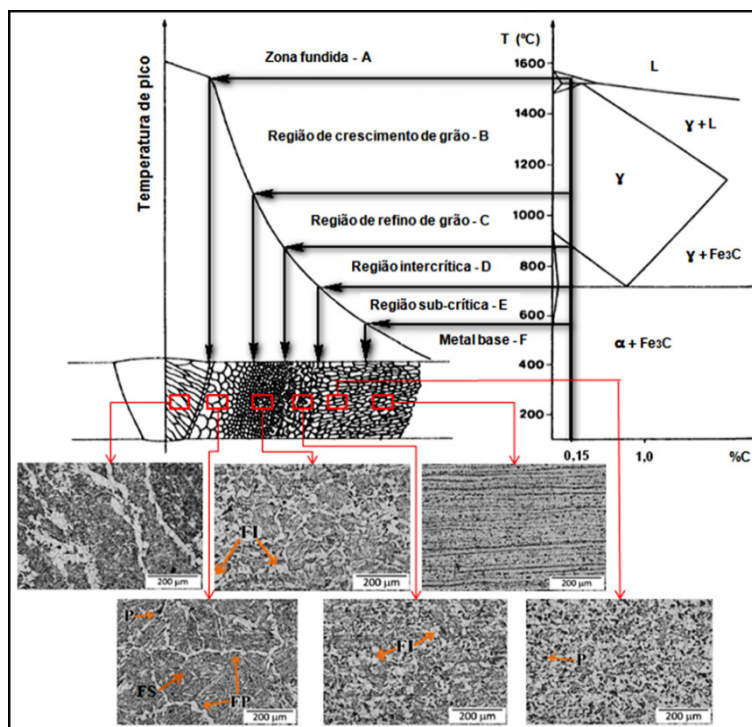 Temperatura de pico
Zona fundida - A
Região de crescimento de grão - B
Região de refino de grão - C
Região intercrítica - D
Região sub-crítica - E
Metal base - F
T (ºC)
1600
1400
1200
1000
800
600
400
200
L
ɣ + L
ɣ
ɣ + Fe3C
α + Fe3C
0.15
1,0
%C
200 µm
FI
200 µm
200 µm
P
FS
FP
200 µm
FI
200 µm
P
200 µm